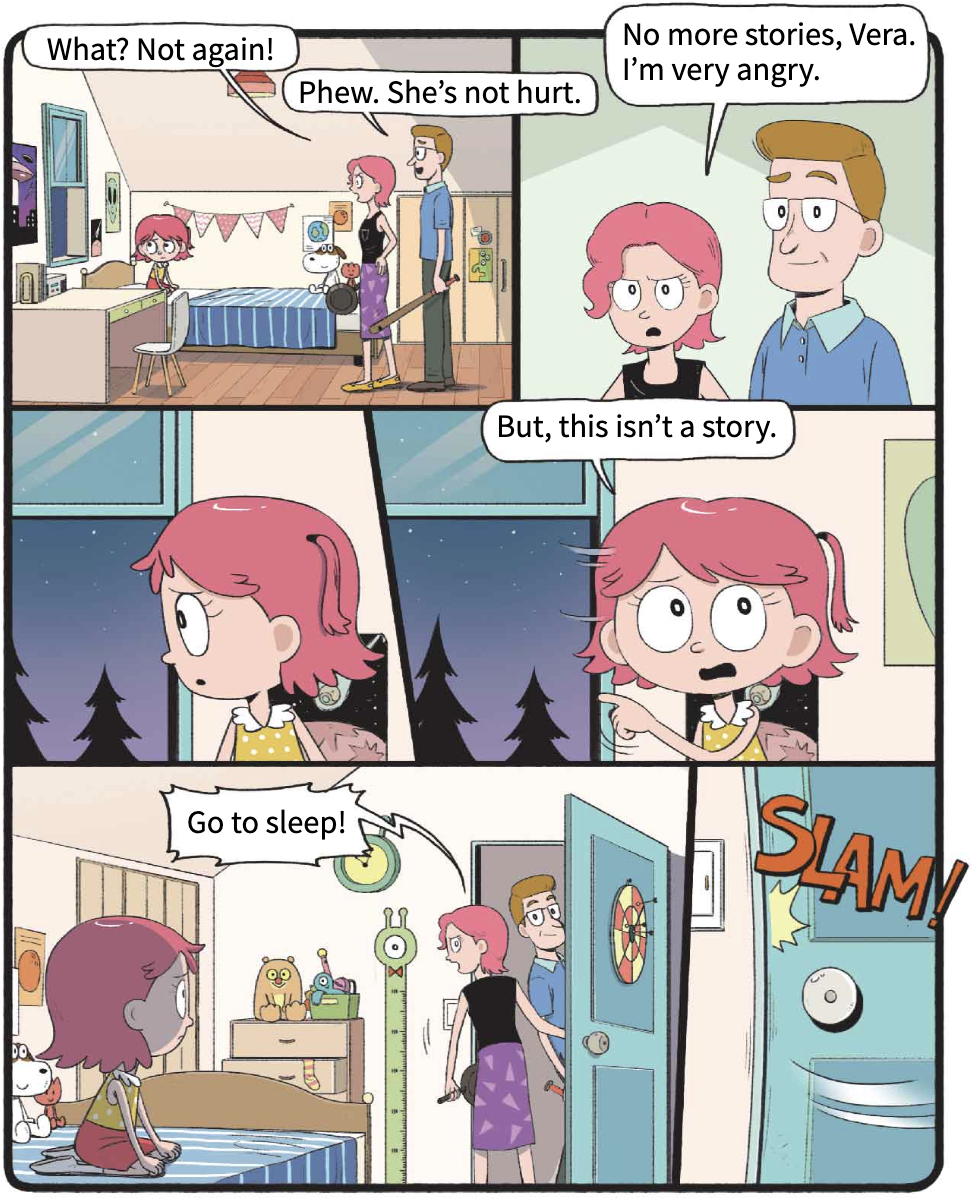 What? Not again!
Phew. She's not hurt.
No more stories, Vera.
I'm very angry.
But, this isn't a story.
Go to sleep!
SLAM!